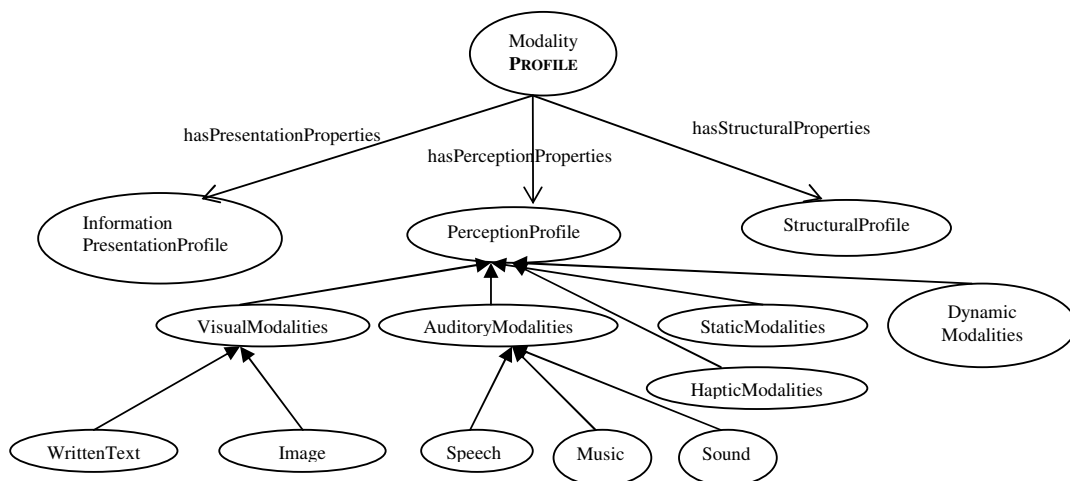 Modality
PROFILE
hasPresentationProperties
hasPerceptionProperties
hasStructuralProperties
Information
PresentationProfile
PerceptionProfile
StructuralProfile
VisualModalities
AuditoryModalities
StaticModalities
Dynamic
Modalities
HapticModalities
WrittenText
Image
Speech
Music
Sound